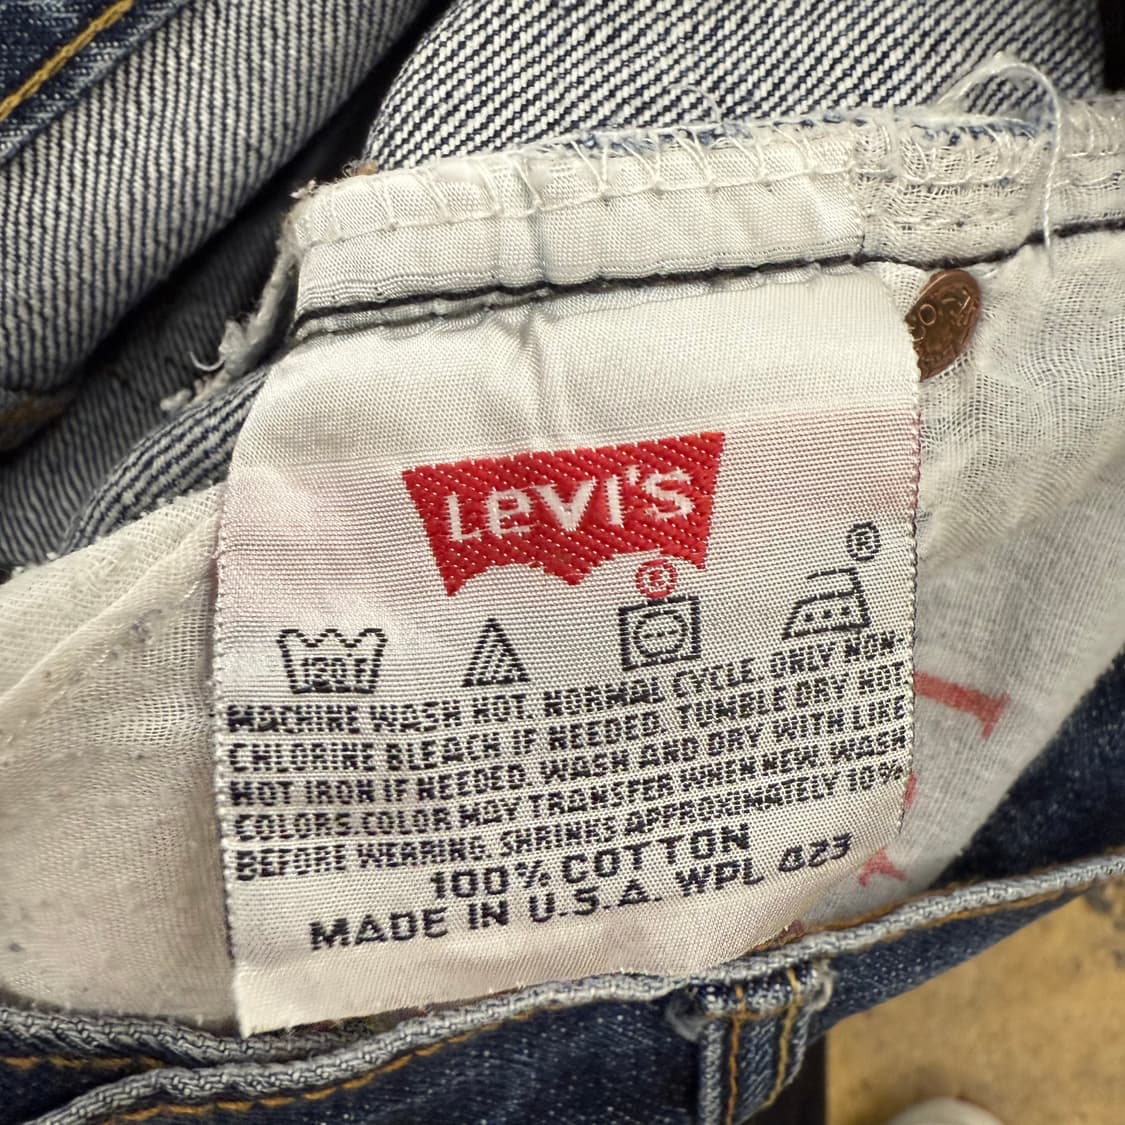 Levi's
®
®
120F
MACHINE WASH HOT. NORMAL CYCLE. ONLY NON-
CHLORINE BLEACH IF NEEDED. TUMBLE DRY HOT
HOT IRON IF NEEDED. WASH AND DRY WITH LIKE
COLORS.COLOR MAY TRANSFER WHEN NEW. WASH
BEFORE WEARING. SHRINKS APPROXIMATELY 10%
100% COTTON
MADE IN U.S.A. WPL 423